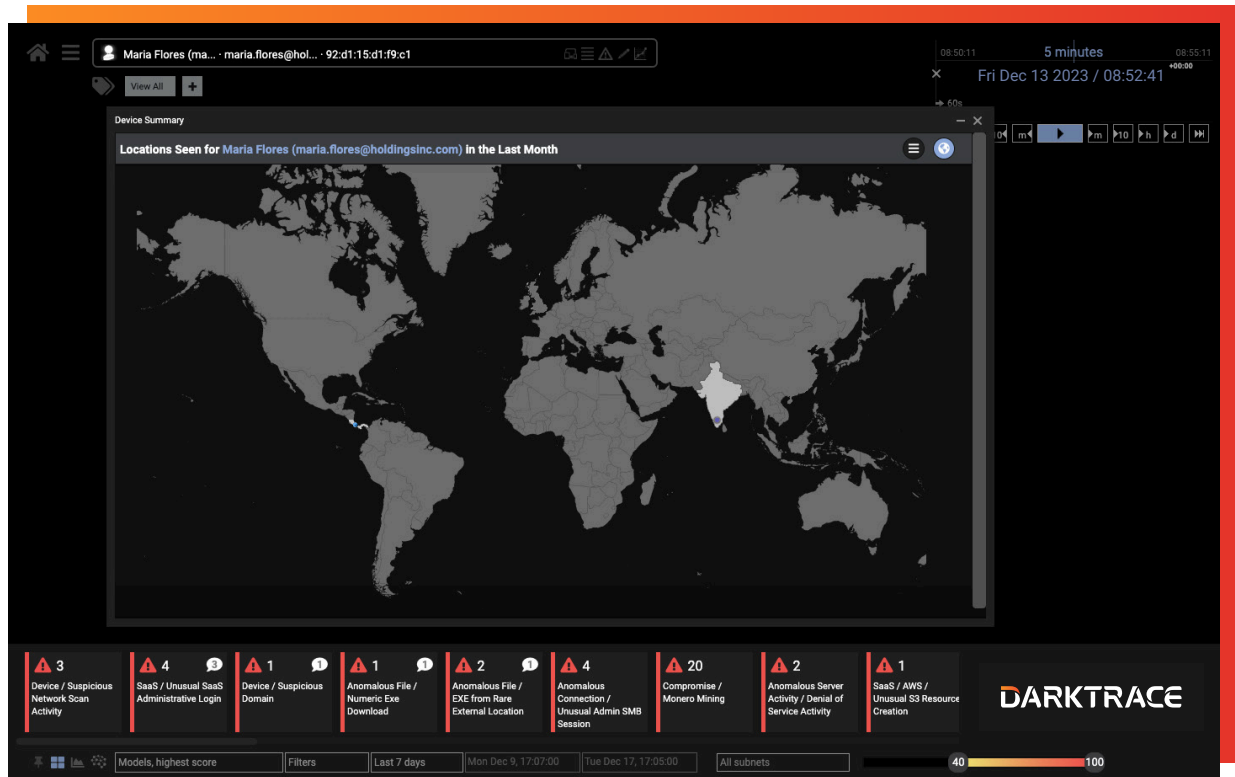 Maria Flores (ma... · maria.flores@hol... · 92:d1:15:d1:f9:c1
08:50:11 5 minutes 08:55:11
Fri Dec 13 2023 / 08:52:41 +00:00
60s
View All +
m m 10 h d
Device Summary
Locations Seen for Maria Flores (maria.flores@holdingsinc.com) in the Last Month
3
Device / Suspicious
Network Scan
Activity
4 3
SaaS / Unusual SaaS
Administrative Login
1 1
Device / Suspicious
Domain
1 1
Anomalous File /
Numeric Exe
Download
2 1
Anomalous File /
EXE from Rare
External Location
4
Anomalous
Connection /
Unusual Admin SMB
Session
20
Compromise /
Monero Mining
2
Anomalous Server
Activity / Denial of
Service Activity
1
SaaS / AWS /
Unusual S3 Resource
Creation
DARKTRACE
Models, highest score Filters Last 7 days Mon Dec 9, 17:07:00 Tue Dec 17, 17:05:00 All subnets 40 100